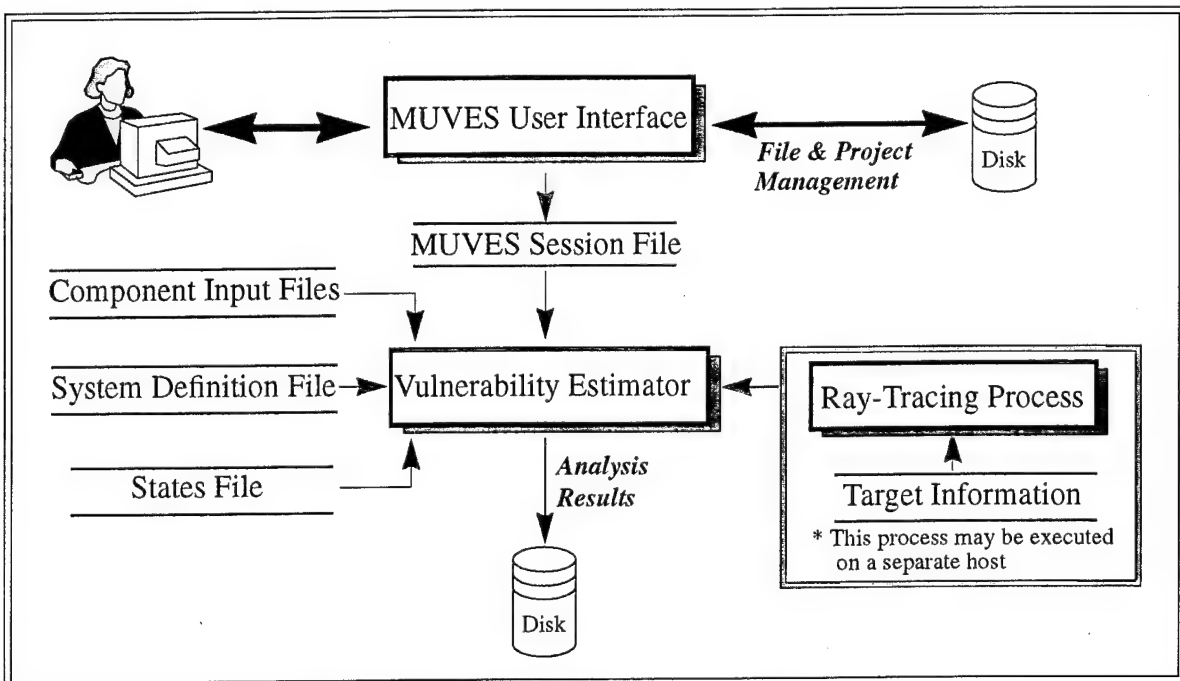 MUVES User Interface
File & Project
Management
Disk
MUVES Session File
Component Input Files
System Definition File
Vulnerability Estimator
Ray-Tracing Process
States File
Analysis
Results
Target Information
* This process may be executed
on a separate host
Disk